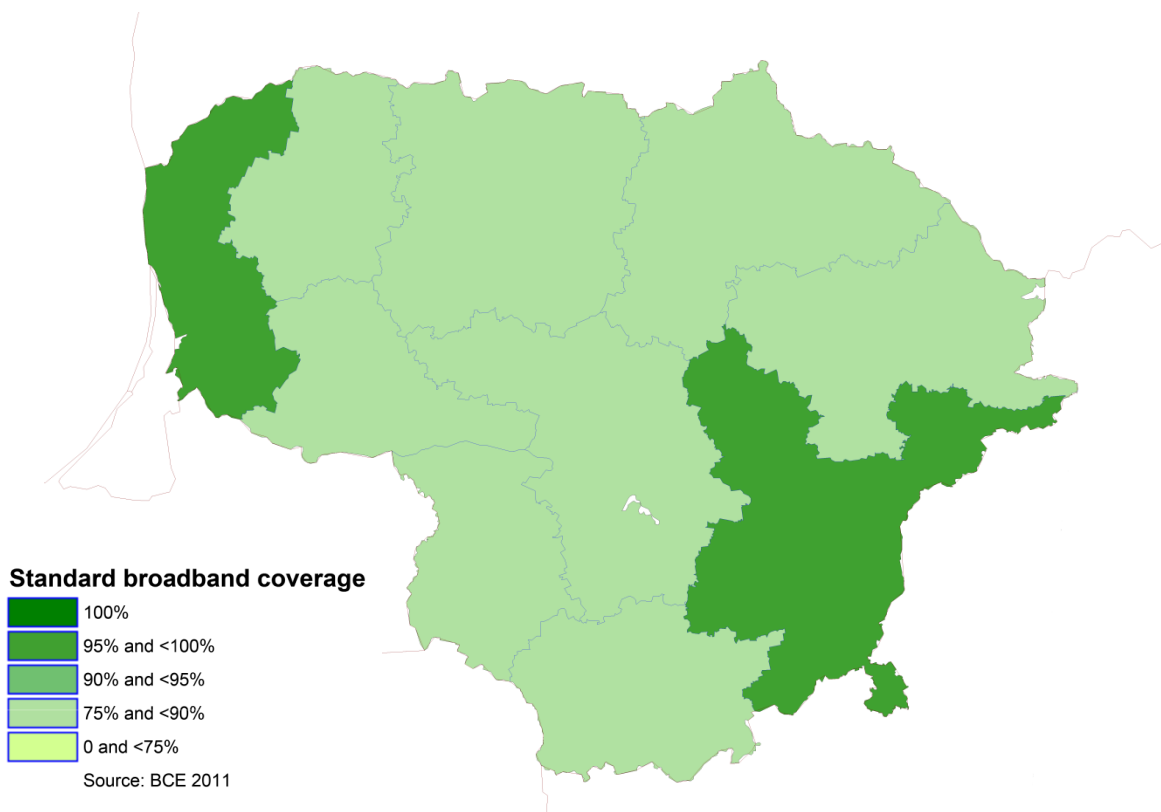 Standard broadband coverage
100%
95% and <100%
90% and <95%
75% and <90%
0 and <75%
Source: BCE 2011